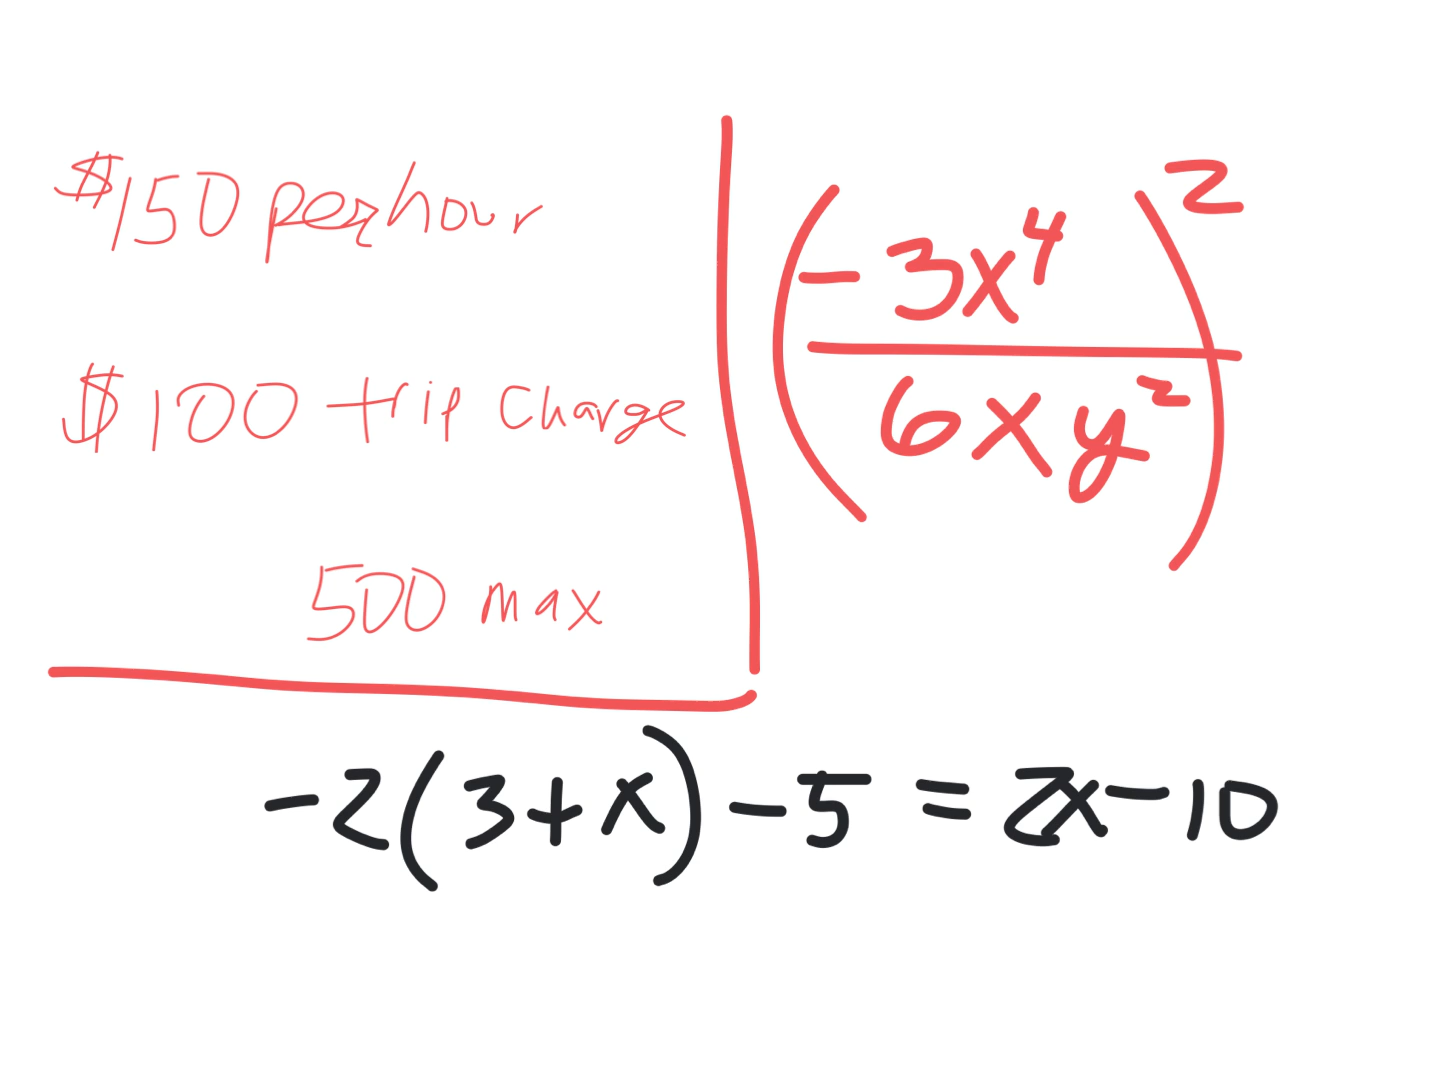 $150 per hour
$100 trip charge
500 max
(-3x⁴/6xy²)²
-2(3+x)-5=2x-10